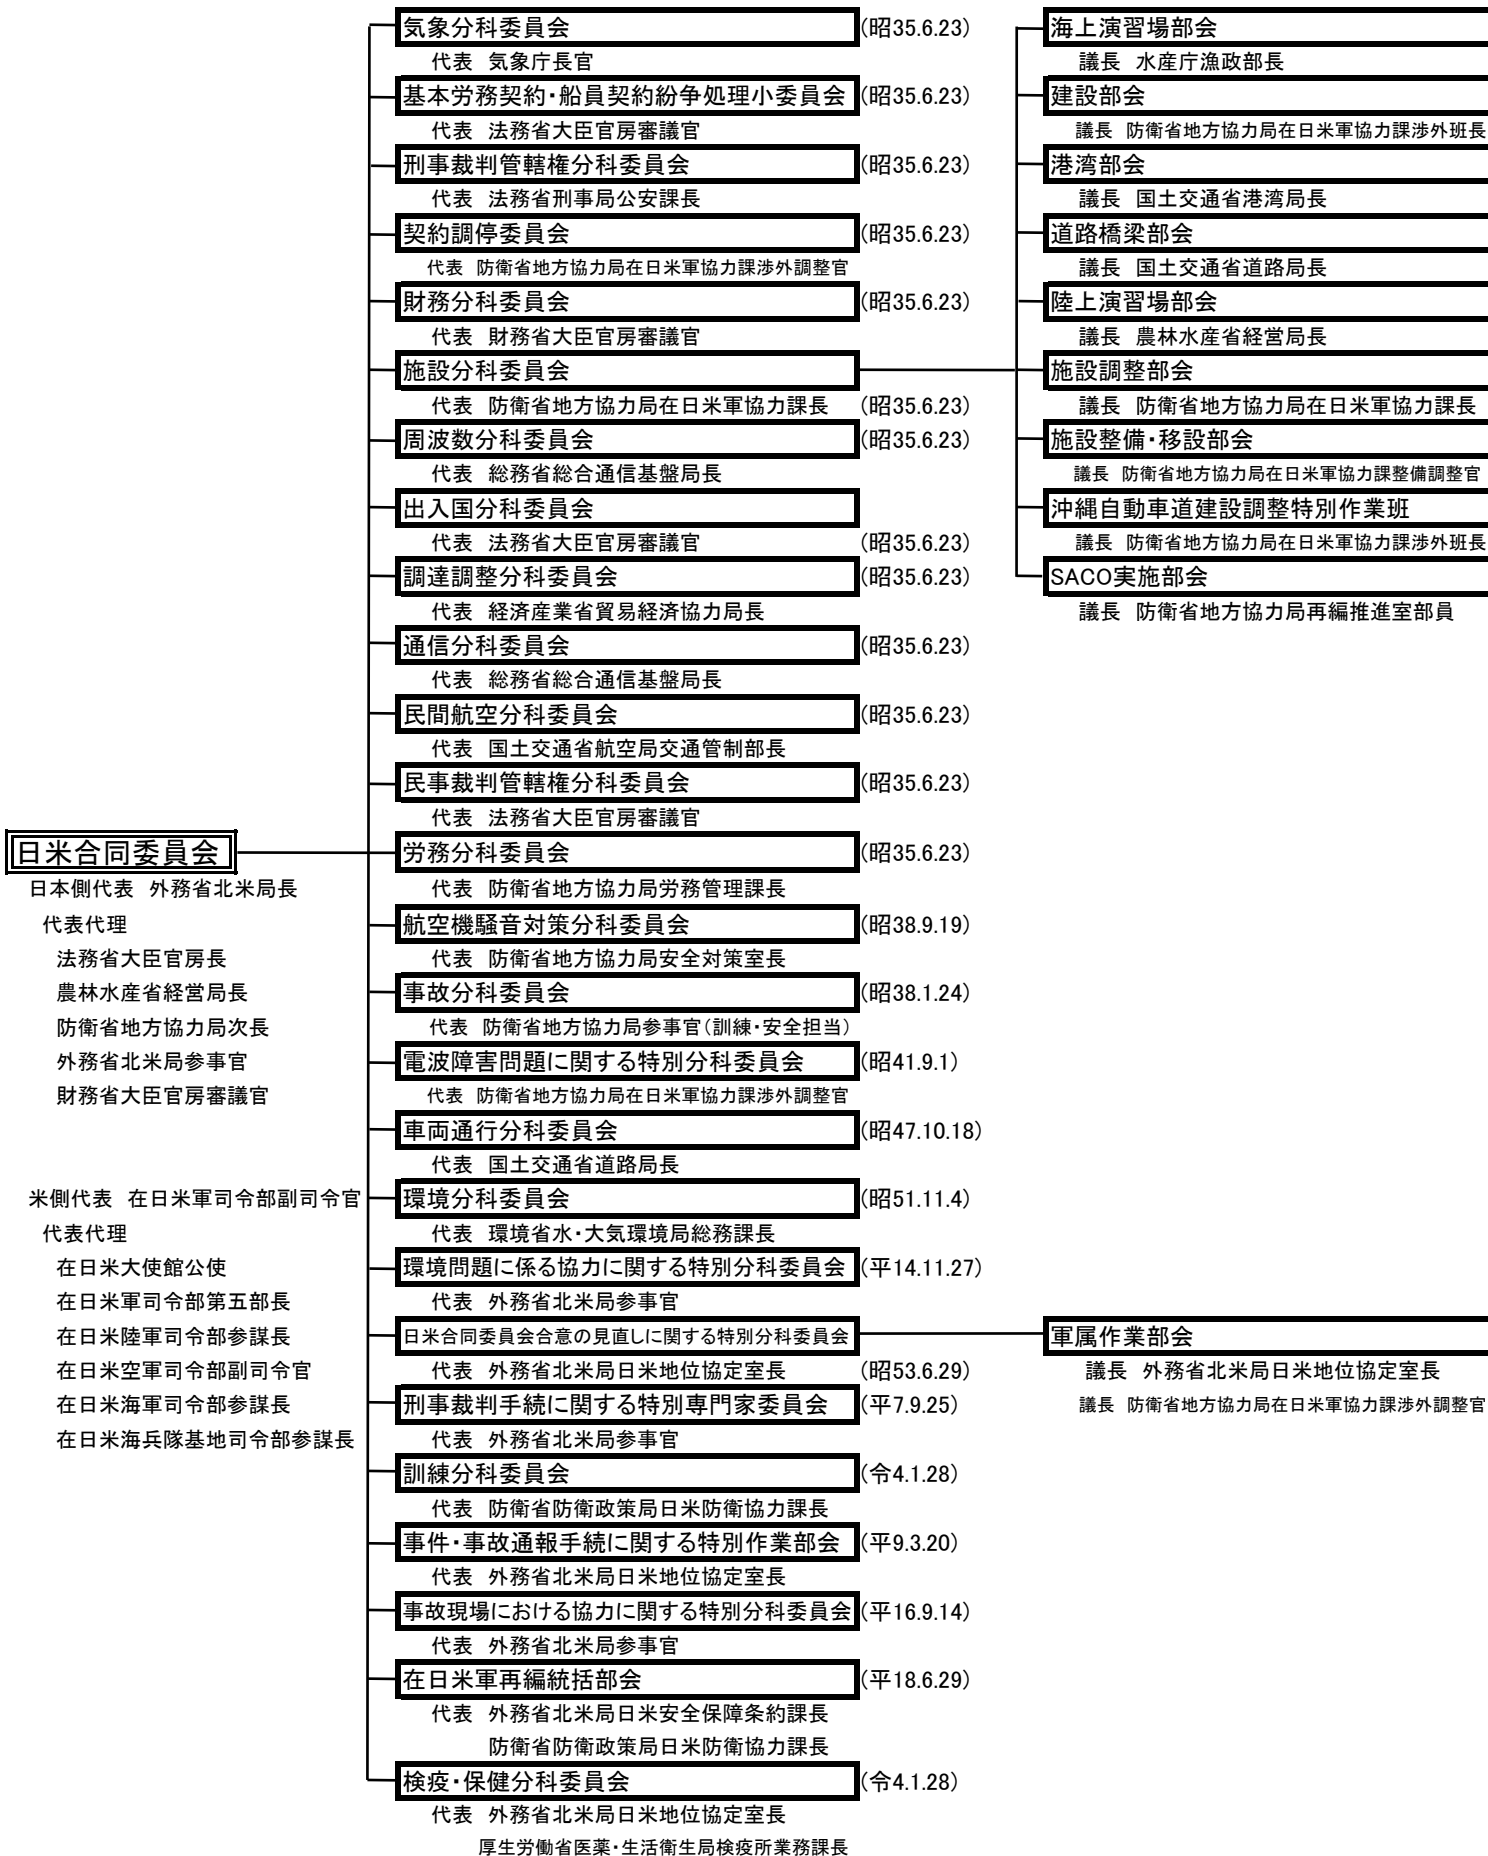 日米合同委員会
日本側代表 外務省北米局長
代表代理
法務省大臣官房長
農林水産省経営局長
防衛省地方協力局次長
外務省北米局参事官
財務省大臣官房審議官
米側代表 在日米軍司令部副司令官
代表代理
在日米大使館公使
在日米軍司令部第五部長
在日米陸軍司令部参謀長
在日米空軍司令部副司令官
在日米海軍司令部参謀長
在日米海兵隊基地司令部参謀長
気象分科委員会 (昭35.6.23)
代表 気象庁長官
基本労務契約・船員契約紛争処理小委員会 (昭35.6.23)
代表 法務省大臣官房審議官
刑事裁判管轄権分科委員会 (昭35.6.23)
代表 法務省刑事局公安課長
契約調停委員会 (昭35.6.23)
代表 防衛省地方協力局在日米軍協力課渉外調整官
財務分科委員会 (昭35.6.23)
代表 財務省大臣官房審議官
施設分科委員会
代表 防衛省地方協力局在日米軍協力課長 (昭35.6.23)
周波数分科委員会 (昭35.6.23)
代表 総務省総合通信基盤局長
出入国分科委員会
代表 法務省大臣官房審議官 (昭35.6.23)
調達調整分科委員会 (昭35.6.23)
代表 経済産業省貿易経済協力局長
通信分科委員会 (昭35.6.23)
代表 総務省総合通信基盤局長
民間航空分科委員会 (昭35.6.23)
代表 国土交通省航空局交通管制部長
民事裁判管轄権分科委員会 (昭35.6.23)
代表 法務省大臣官房審議官
労務分科委員会 (昭35.6.23)
代表 防衛省地方協力局労務管理課長
航空機騒音対策分科委員会 (昭38.9.19)
代表 防衛省地方協力局安全対策室長
事故分科委員会 (昭38.1.24)
代表 防衛省地方協力局参事官(訓練・安全担当)
電波障害問題に関する特別分科委員会 (昭41.9.1)
代表 防衛省地方協力局在日米軍協力課渉外調整官
車両通行分科委員会 (昭47.10.18)
代表 国土交通省道路局長
環境分科委員会 (昭51.11.4)
代表 環境省水・大気環境局総務課長
環境問題に係る協力に関する特別分科委員会 (平14.11.27)
代表 外務省北米局参事官
日米合同委員会合意の見直しに関する特別分科委員会
代表 外務省北米局日米地位協定室長 (昭53.6.29)
刑事裁判手続に関する特別専門家委員会 (平7.9.25)
代表 外務省北米局参事官
訓練分科委員会 (令4.1.28)
代表 防衛省防衛政策局日米防衛協力課長
事件・事故通報手続に関する特別作業部会 (平9.3.20)
代表 外務省北米局日米地位協定室長
事故現場における協力に関する特別分科委員会 (平16.9.14)
代表 外務省北米局参事官
在日米軍再編統括部会 (平18.6.29)
代表 外務省北米局日米安全保障条約課長
防衛省防衛政策局日米防衛協力課長
検疫・保健分科委員会 (令4.1.28)
代表 外務省北米局日米地位協定室長
厚生労働省医薬・生活衛生局検疫所業務課長
海上演習場部会
議長 水産庁漁政部長
建設部会
議長 防衛省地方協力局在日米軍協力課渉外班長
港湾部会
議長 国土交通省港湾局長
道路橋梁部会
議長 国土交通省道路局長
陸上演習場部会
議長 農林水産省経営局長
施設調整部会
議長 防衛省地方協力局在日米軍協力課長
施設整備・移設部会
議長 防衛省地方協力局在日米軍協力課整備調整官
沖縄自動車道建設調整特別作業班
議長 防衛省地方協力局在日米軍協力課渉外班長
SACO実施部会
議長 防衛省地方協力局再編推進室部員
軍属作業部会
議長 外務省北米局日米地位協定室長
議長 防衛省地方協力局在日米軍協力課渉外調整官